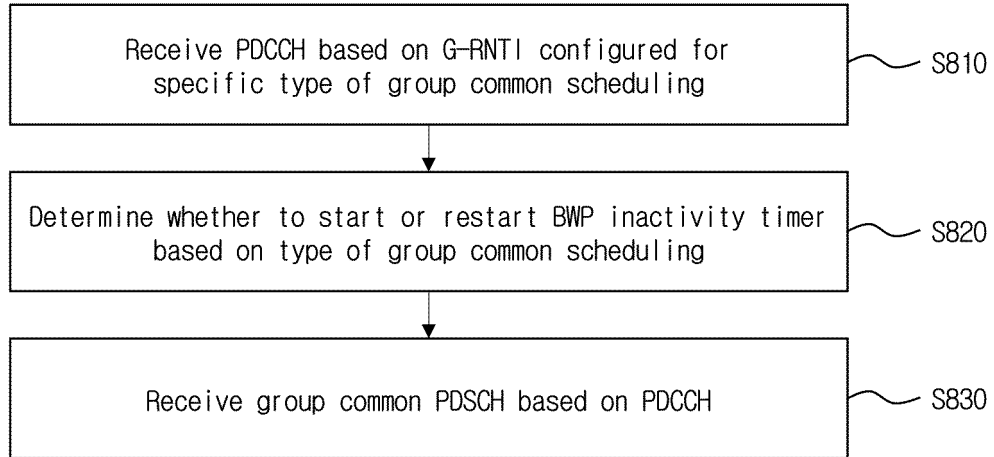 Receive PDCCH based on G-RNTI configured for
specific type of group common scheduling
S810
Determine whether to start or restart BWP inactivity timer
based on type of group common scheduling
S820
Receive group common PDSCH based on PDCCH
S830